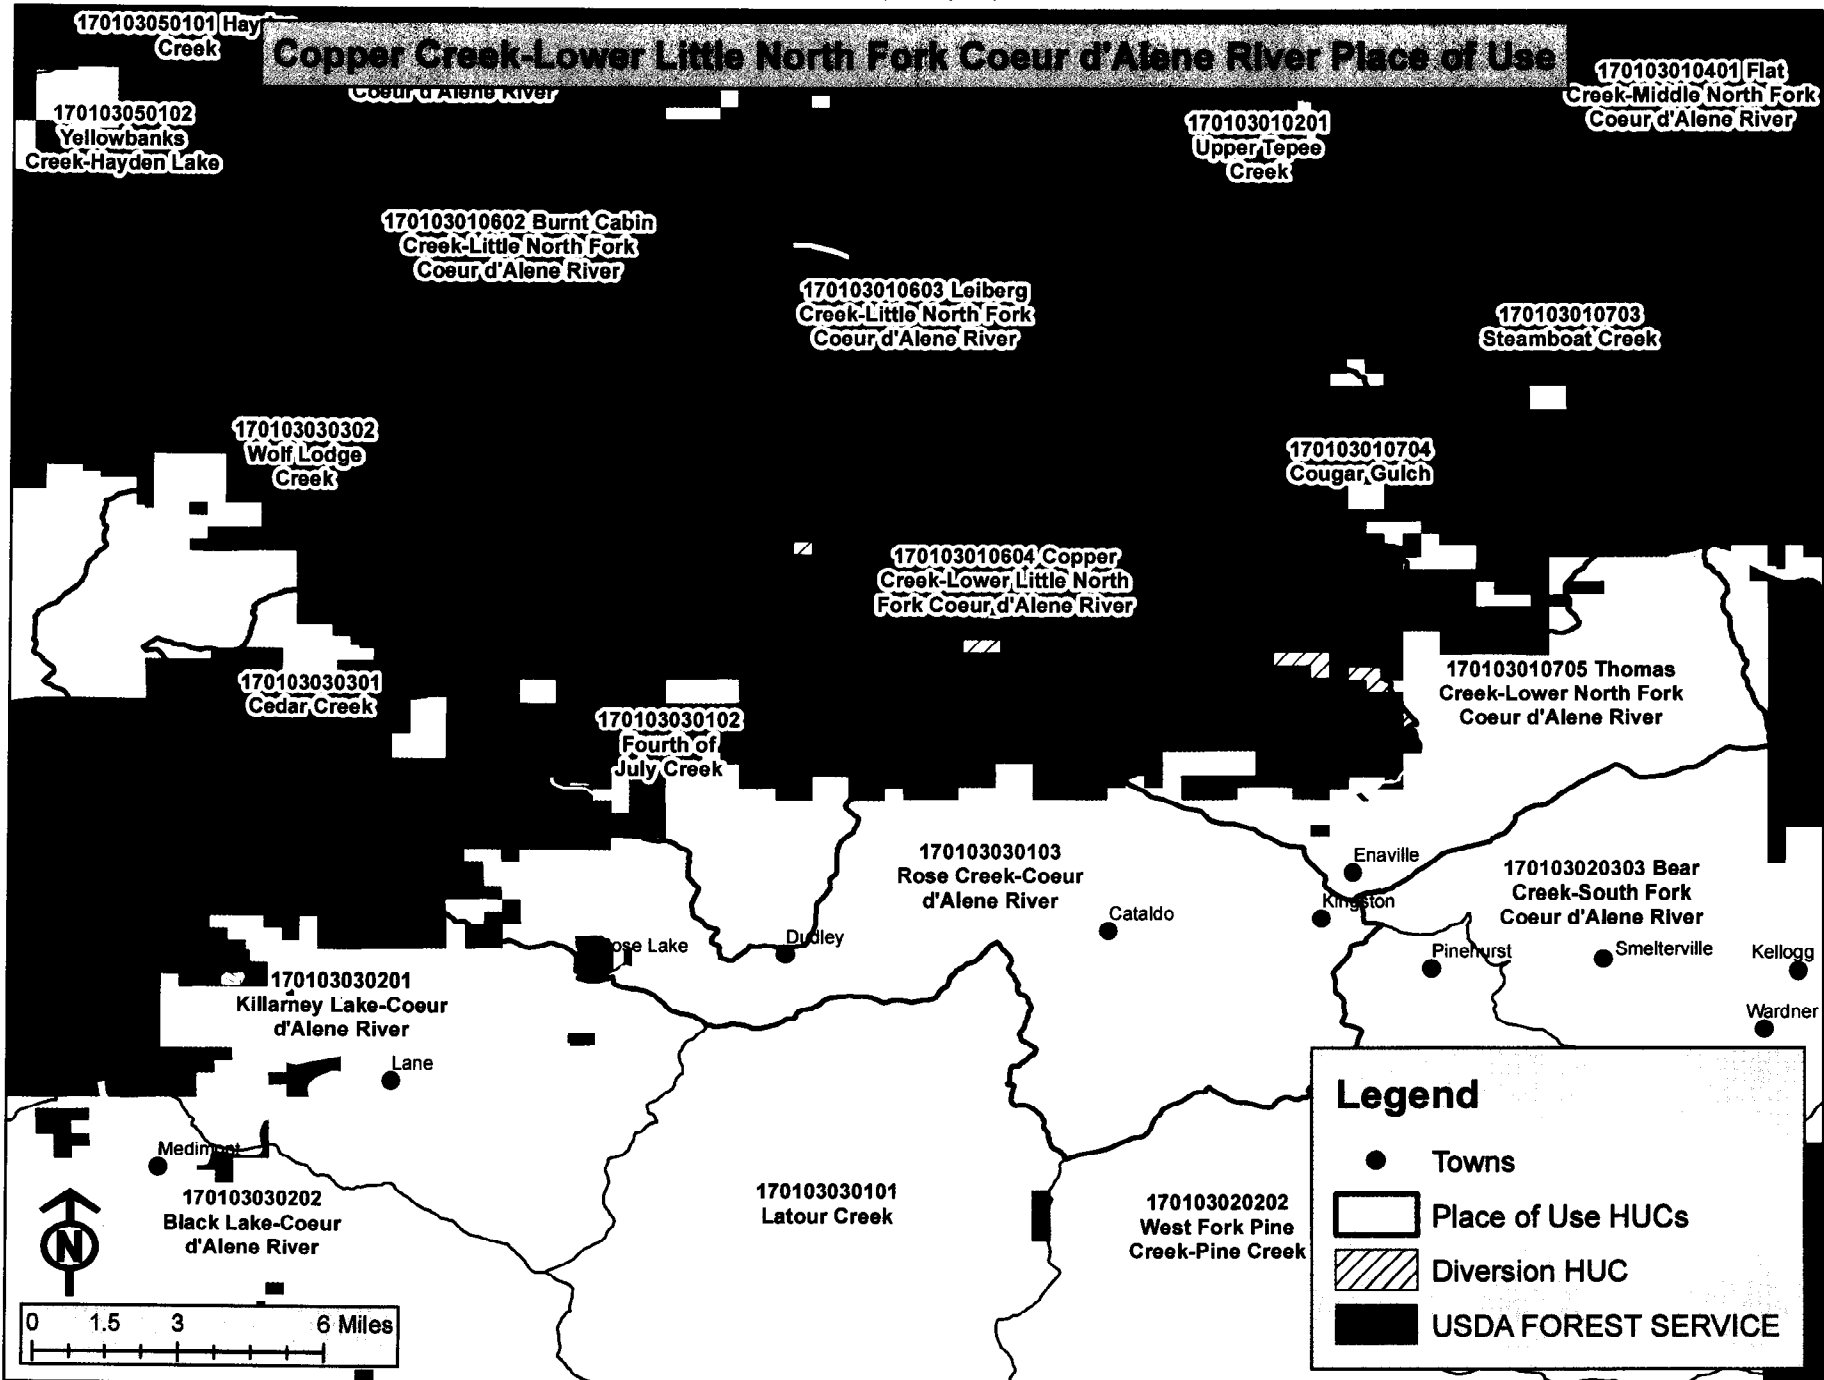 170103050101 Hay
Creek
Copper Creek-Lower Little North Fork Coeur d'Alene River Place of Use
Coeur d'Alene River
170103010401 Flat
Creek-Middle North Fork
Coeur d'Alene River
170103050102
Yellowbanks
Creek-Hayden Lake
170103010201
Upper Tepee
Creek
170103010602 Burnt Cabin
Creek-Little North Fork
Coeur d'Alene River
170103010603 Leiberg
Creek-Little North Fork
Coeur d'Alene River
170103010703
Steamboat Creek
170103030302
Wolf Lodge
Creek
170103010704
Cougar Gulch
170103010604 Copper
Creek-Lower Little North
Fork Coeur d'Alene River
170103030301
Cedar Creek
170103010705 Thomas
Creek-Lower North Fork
Coeur d'Alene River
170103030102
Fourth of
July Creek
170103030103
Rose Creek-Coeur
d'Alene River
Enaville
170103020303 Bear
Creek-South Fork
Coeur d'Alene River
Kingston
Cataldo
Dudley
ose Lake
Pinehurst
Smelterville
Kellogg
170103030201
Killarney Lake-Coeur
d'Alene River
Wardner
Lane
Medimont
170103030202
Black Lake-Coeur
d'Alene River
170103030101
Latour Creek
170103020202
West Fork Pine
Creek-Pine Creek
N
0 1.5 3 6 Miles
Legend
Towns
Place of Use HUCs
Diversion HUC
USDA FOREST SERVICE